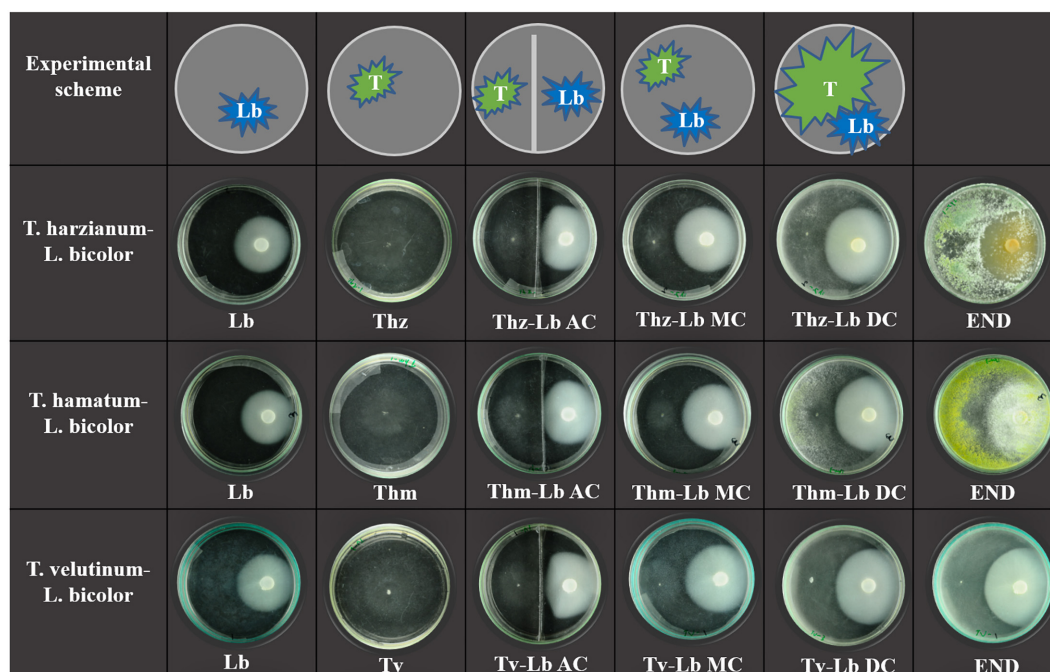 Experimental
scheme
Lb
T
T
Lb
T
Lb
T
Lb
T. harzianum-
L. bicolor
Lb
Thz
Thz-Lb AC
Thz-Lb MC
Thz-Lb DC
END
T. hamatum-
L. bicolor
Lb
Thm
Thm-Lb AC
Thm-Lb MC
Thm-Lb DC
END
T. velutinum-
L. bicolor
Lb
Tv
Tv-Lb AC
Tv-Lb MC
Tv-Lb DC
END